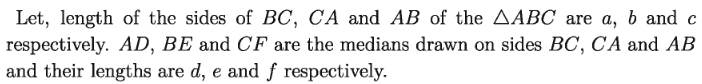 Let, length of the sides of BC, CA and AB of the △ABC are a, b and c
respectively. AD, BE and CF are the medians drawn on sides BC, CA and AB
and their lengths are d, e and f respectively.